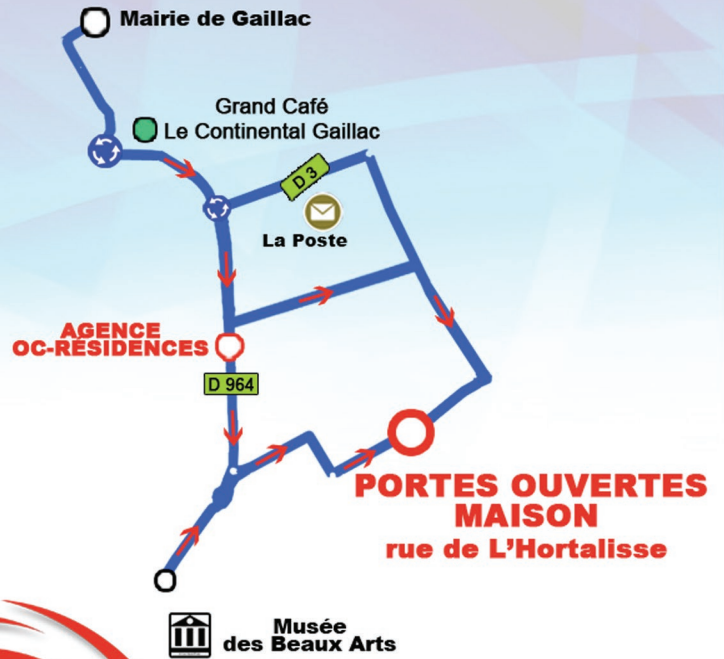 Mairie de Gaillac
Grand Café
Le Continental Gaillac
D 3
La Poste
AGENCE
OC-RÉSIDENCES
D 964
PORTES OUVERTES
MAISON
rue de L'Hortalisse
Musée
des Beaux Arts